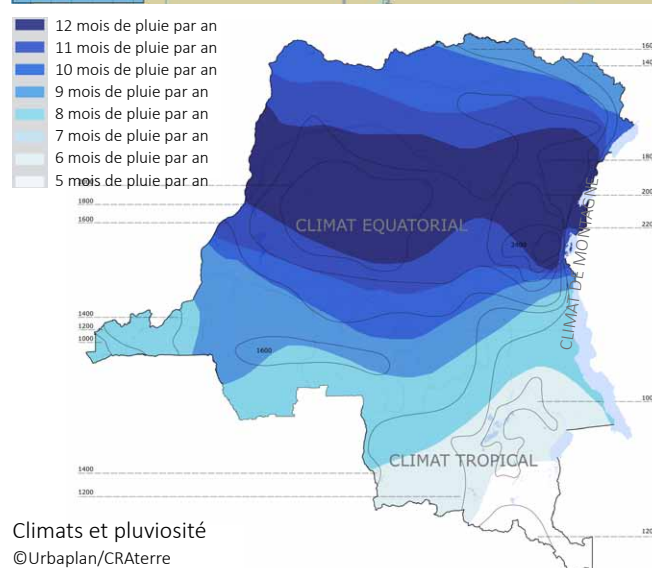 12 mois de pluie par an
11 mois de pluie par an
10 mois de pluie par an
9 mois de pluie par an
8 mois de pluie par an
7 mois de pluie par an
6 mois de pluie par an
5 mois de pluie par an
1800
1600
1400
1200
1000
1400
1200
1600
2400
CLIMAT EQUATORIAL
CLIMAT DE MONTAGNE
CLIMAT TROPICAL
Climats et pluviosité
©Urbaplan/CRAterre